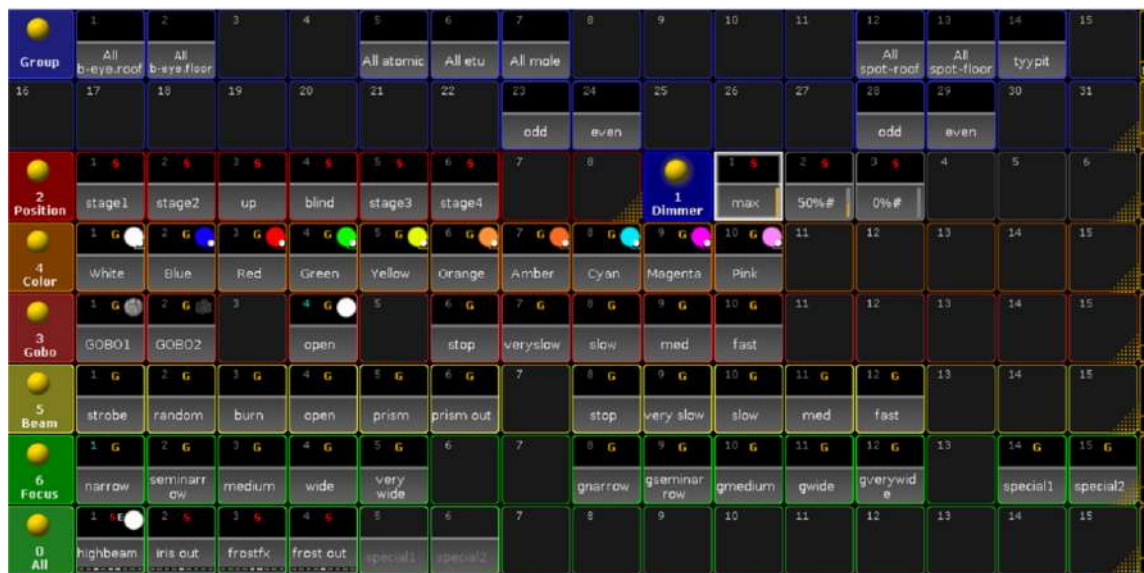 1 2 3 4 5 6 7 8 9 10 11 12 13 14 15
All All All All
Group b-eye.roof b-eye.floor All atomic All etu All mole spot-roof spot-floor tyypit
16 17 18 19 20 21 22 23 24 25 26 27 28 29 30 31
odd even odd even
1 S 2 S 3 S 4 S 5 S 6 S 7 8 1 S 2 S 3 S 4 5 6
2 Position stage1 stage2 up blind stage3 stage4 1 Dimmer max 50%# 0%#
1 G 2 G 3 G 4 G 5 G 6 G 7 G 8 G 9 G 10 G 11 12 13 14 15
4 Color White Blue Red Green Yellow Orange Amber Cyan Magenta Pink
1 G 2 G 3 4 G 5 6 G 7 G 8 G 9 G 10 G 11 12 13 14 15
3 Gobo GOBO1 GOBO2 open stop veryslow slow med fast
1 G 2 G 3 G 4 G 5 G 6 G 7 8 G 9 G 10 G 11 G 12 G 13 14 15
5 Beam strobe random burn open prism prism out stop very slow slow med fast
1 G 2 G 3 G 4 G 5 G 6 7 8 G 9 G 10 G 11 G 12 G 13 14 G 15 G
6 Focus narrow seminarrow medium wide very wide gnarrow gseminarrow gmedium gwide gverywide special1 special2
1 SE 2 S 3 S 4 S 5 6 7 8 9 10 11 12 13 14 15
0 All highbeam iris out frostfx frost out special1 special2